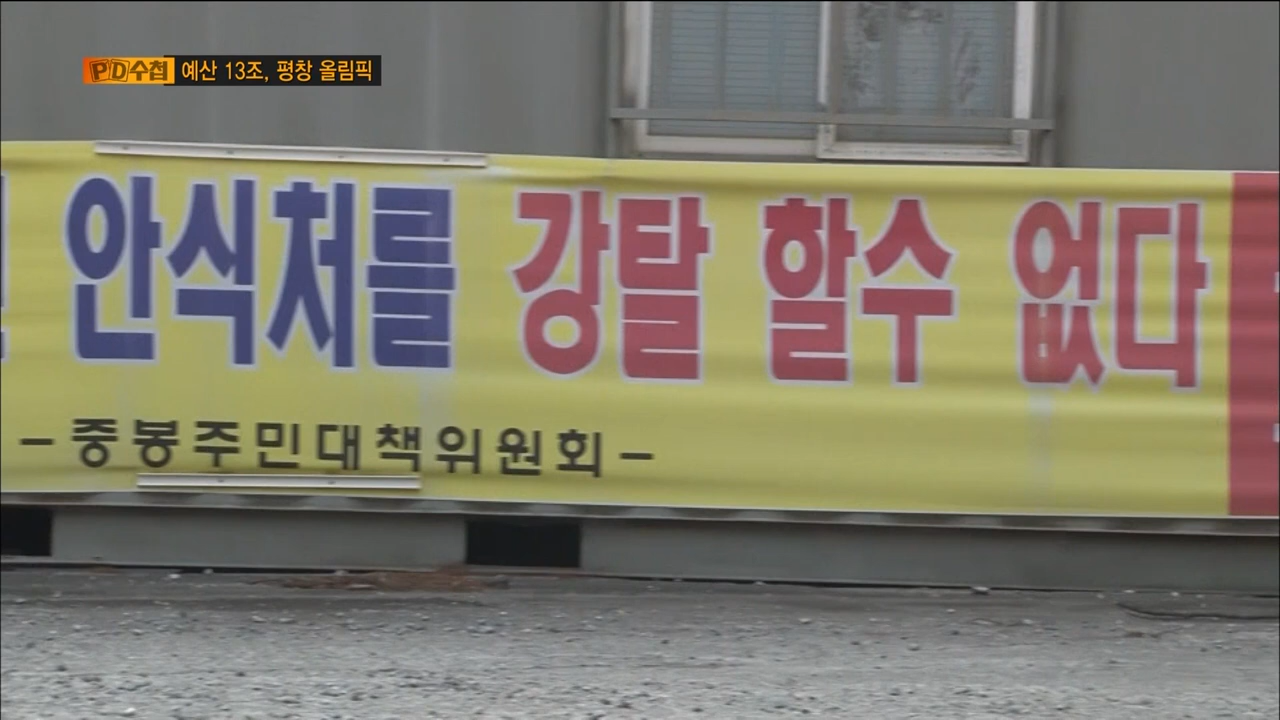 PD수첩 예산 13조, 평창 올림픽
안식처를 강탈 할수 없다
- 중봉주민대책위원회 -